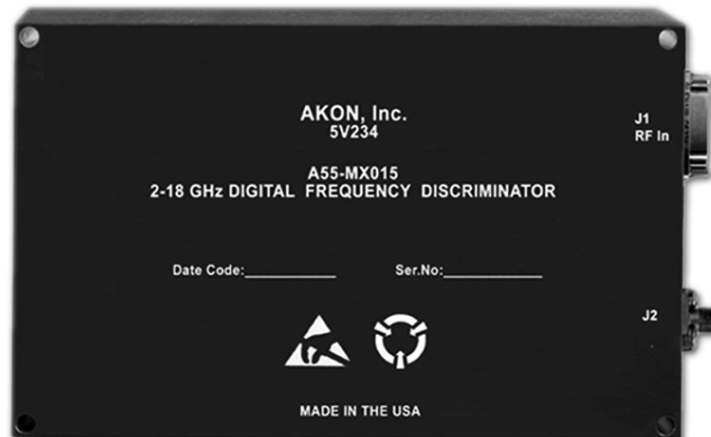 AKON, Inc.
5V234
J1
RF In
A55-MX015
2-18 GHz DIGITAL FREQUENCY DISCRIMINATOR
Date Code:___________ Ser.No:____________
J2
MADE IN THE USA